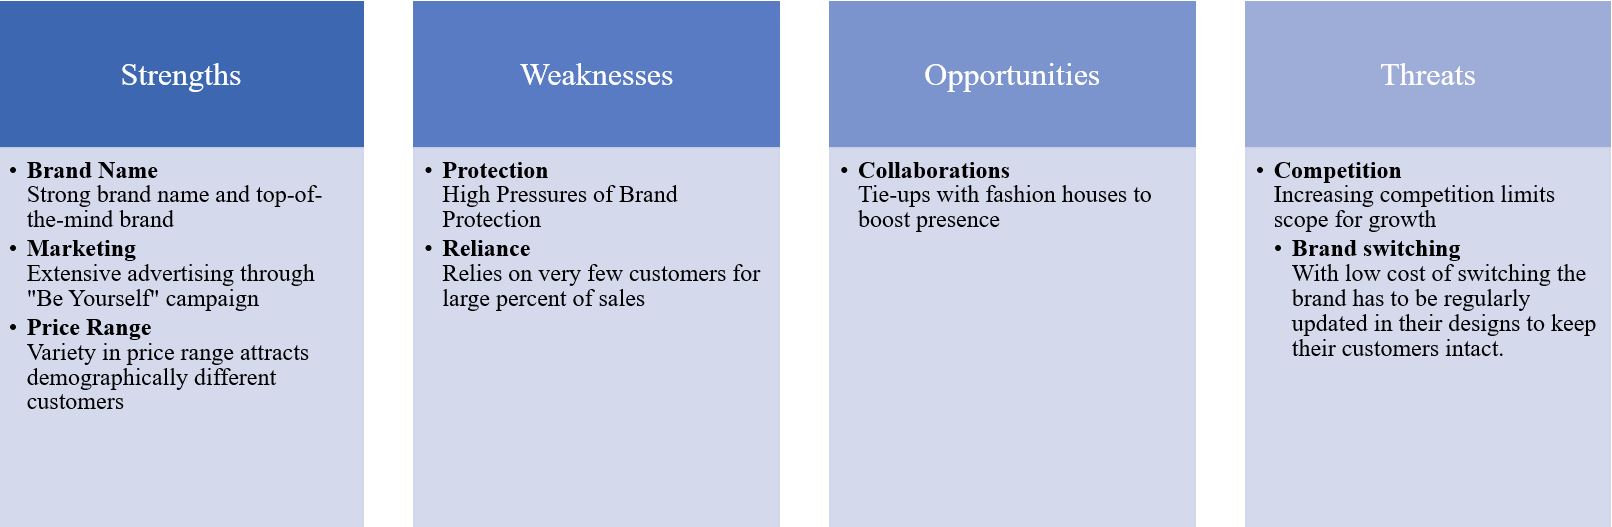 Strengths
• Brand Name
Strong brand name and top-of-
the-mind brand
• Marketing
Extensive advertising through
"Be Yourself" campaign
• Price Range
Variety in price range attracts
demographically different
customers
Weaknesses
• Protection
High Pressures of Brand
Protection
• Reliance
Relies on very few customers for
large percent of sales
Opportunities
• Collaborations
Tie-ups with fashion houses to
boost presence
Threats
• Competition
Increasing competition limits
scope for growth
• Brand switching
With low cost of switching the
brand has to be regularly
updated in their designs to keep
their customers intact.